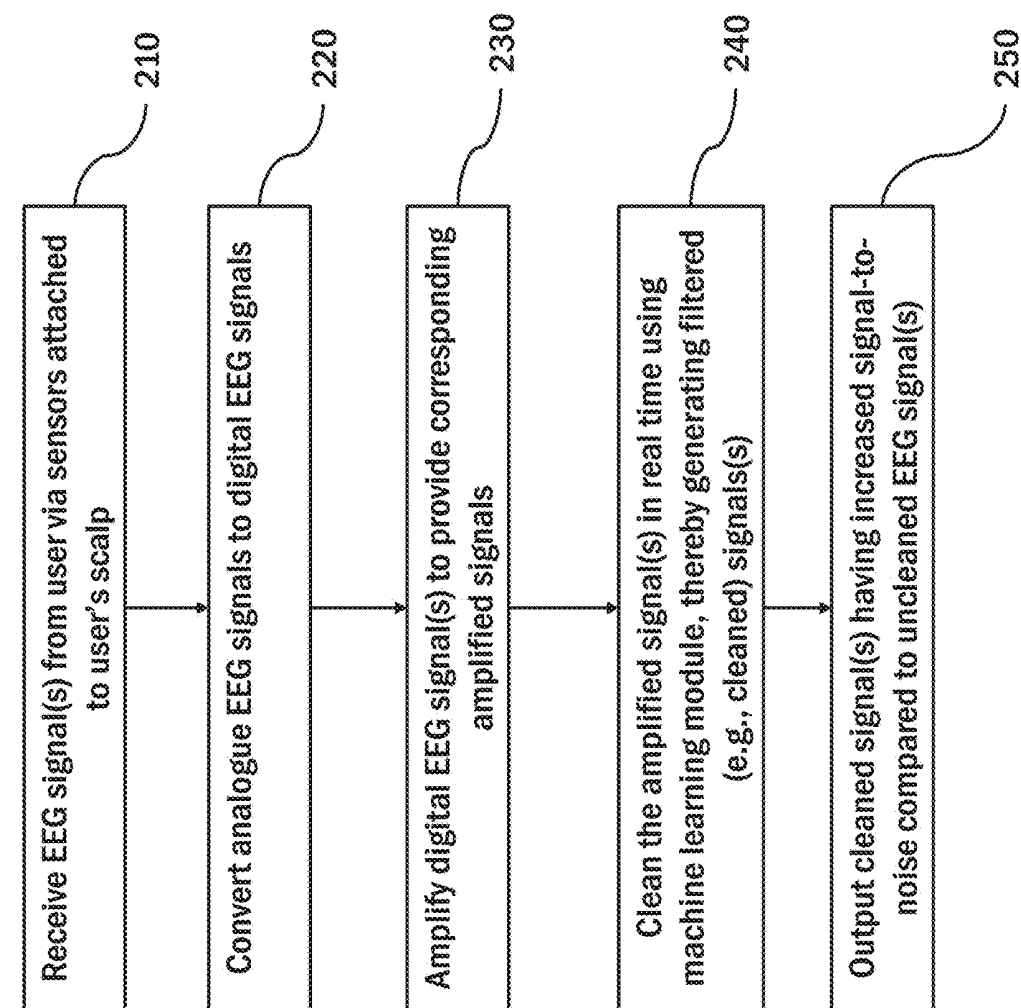 Receive EEG signal(s) from user via sensors attached
to user's scalp
210
Convert analogue EEG signals to digital EEG signals
220
Amplify digital EEG signal(s) to provide corresponding
amplified signals
230
Clean the amplified signal(s) in real time using
machine learning module, thereby generating filtered
(e.g., cleaned) signals(s)
240
Output cleaned signal(s) having increased signal-to-
noise compared to uncleaned EEG signal(s)
250